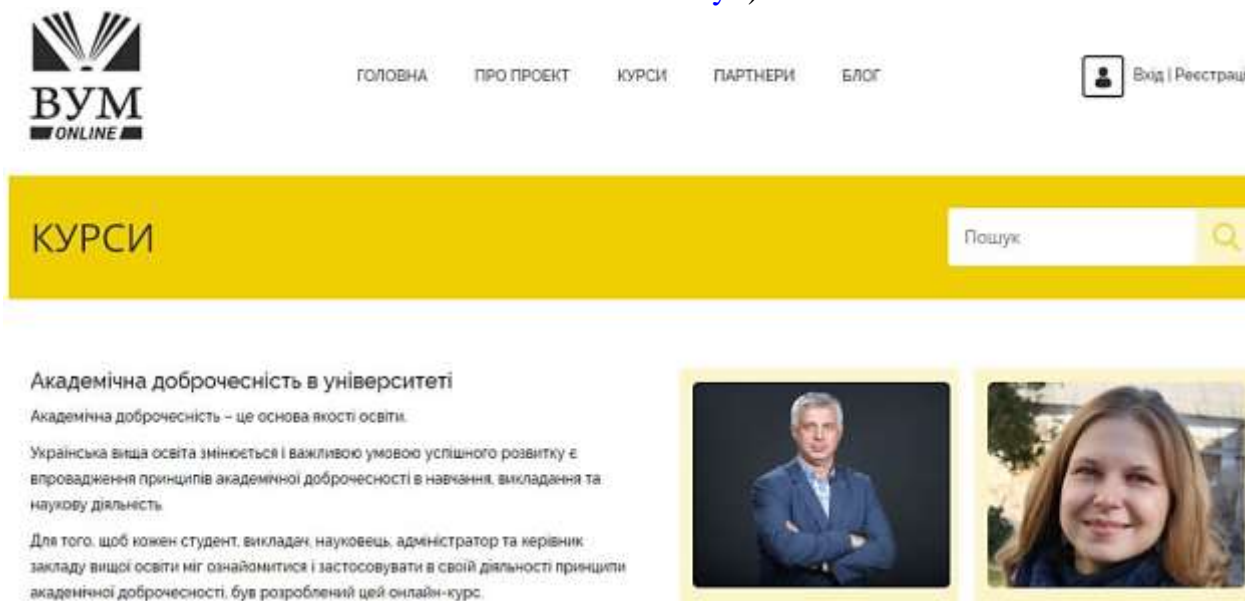 ВУМ
ONLINE
ГОЛОВНА ПРО ПРОЕКТ КУРСИ ПАРТНЕРИ БЛОГ
Вхід | Реєстраці
КУРСИ
Пошук
Академічна доброчесність в університеті
Академічна доброчесність – це основа якості освіти.
Українська вища освіта змінюється і важливою умовою успішного розвитку є
впровадження принципів академічної доброчесності в навчання, викладання та
наукову діяльність
Для того, щоб кожен студент, викладач, науковець, адміністратор та керівник
закладу вищої освіти міг ознайомитися і застосовувати в своїй діяльності принципи
академічної доброчесності, був розроблений цей онлайн-курс.